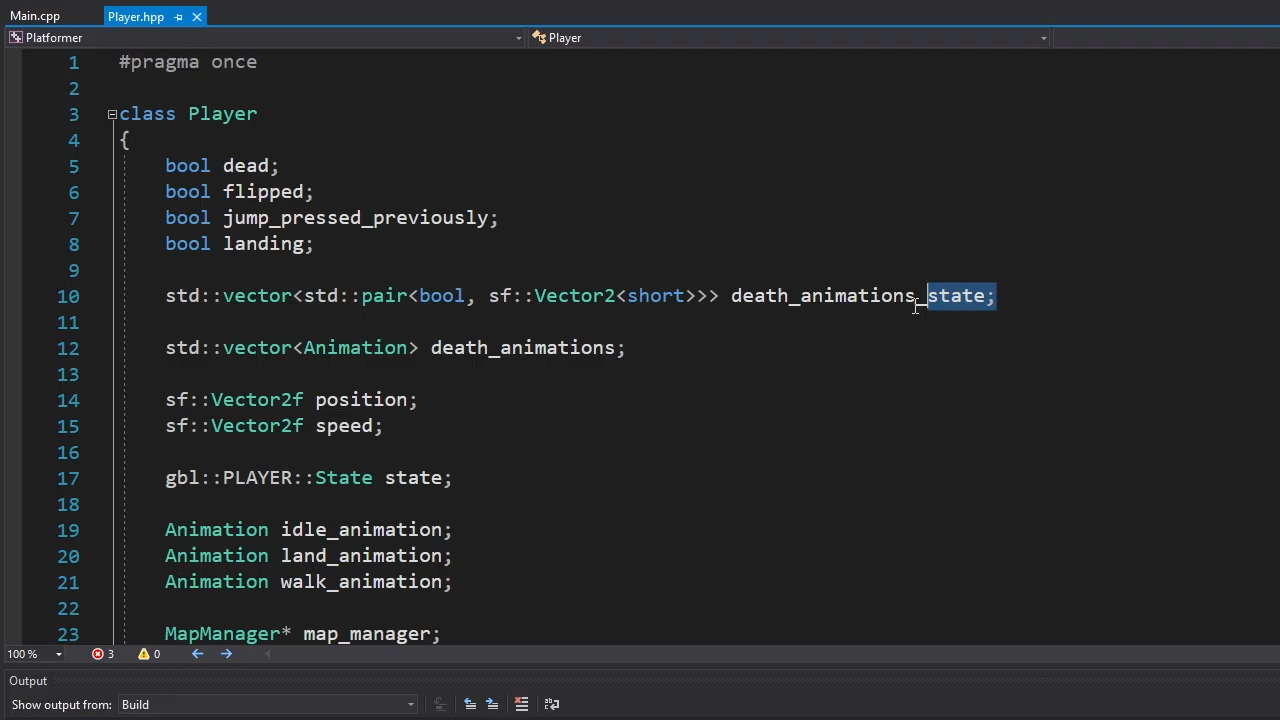 Main.cpp Player.hpp
Platformer Player
1 #pragma once
2
3 class Player
4 {
5 bool dead;
6 bool flipped;
7 bool jump_pressed_previously;
8 bool landing;
9
10 std::vector<std::pair<bool, sf::Vector2<short>>> death_animations_state;
11
12 std::vector<Animation> death_animations;
13
14 sf::Vector2f position;
15 sf::Vector2f speed;
16
17 gbl::PLAYER::State state;
18
19 Animation idle_animation;
20 Animation land_animation;
21 Animation walk_animation;
22
23 MapManager* map_manager;
100 % 3 0
Output
Show output from: Build